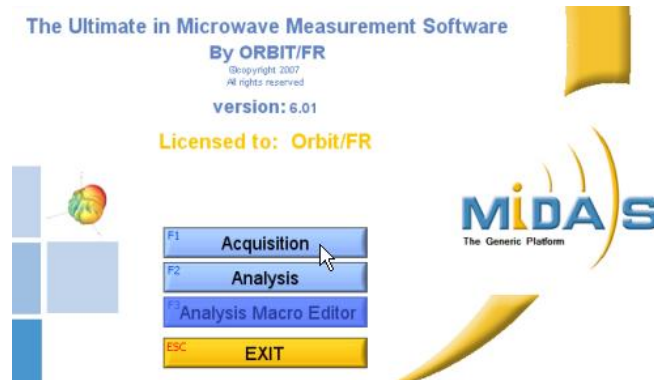 The Ultimate in Microwave Measurement Software
By ORBIT/FR
©copyright 2007
All rights reserved
version: 6.01
Licensed to: Orbit/FR
MiDAS
The Generic Platform
F1 Acquisition
F2 Analysis
F3 Analysis Macro Editor
ESC EXIT